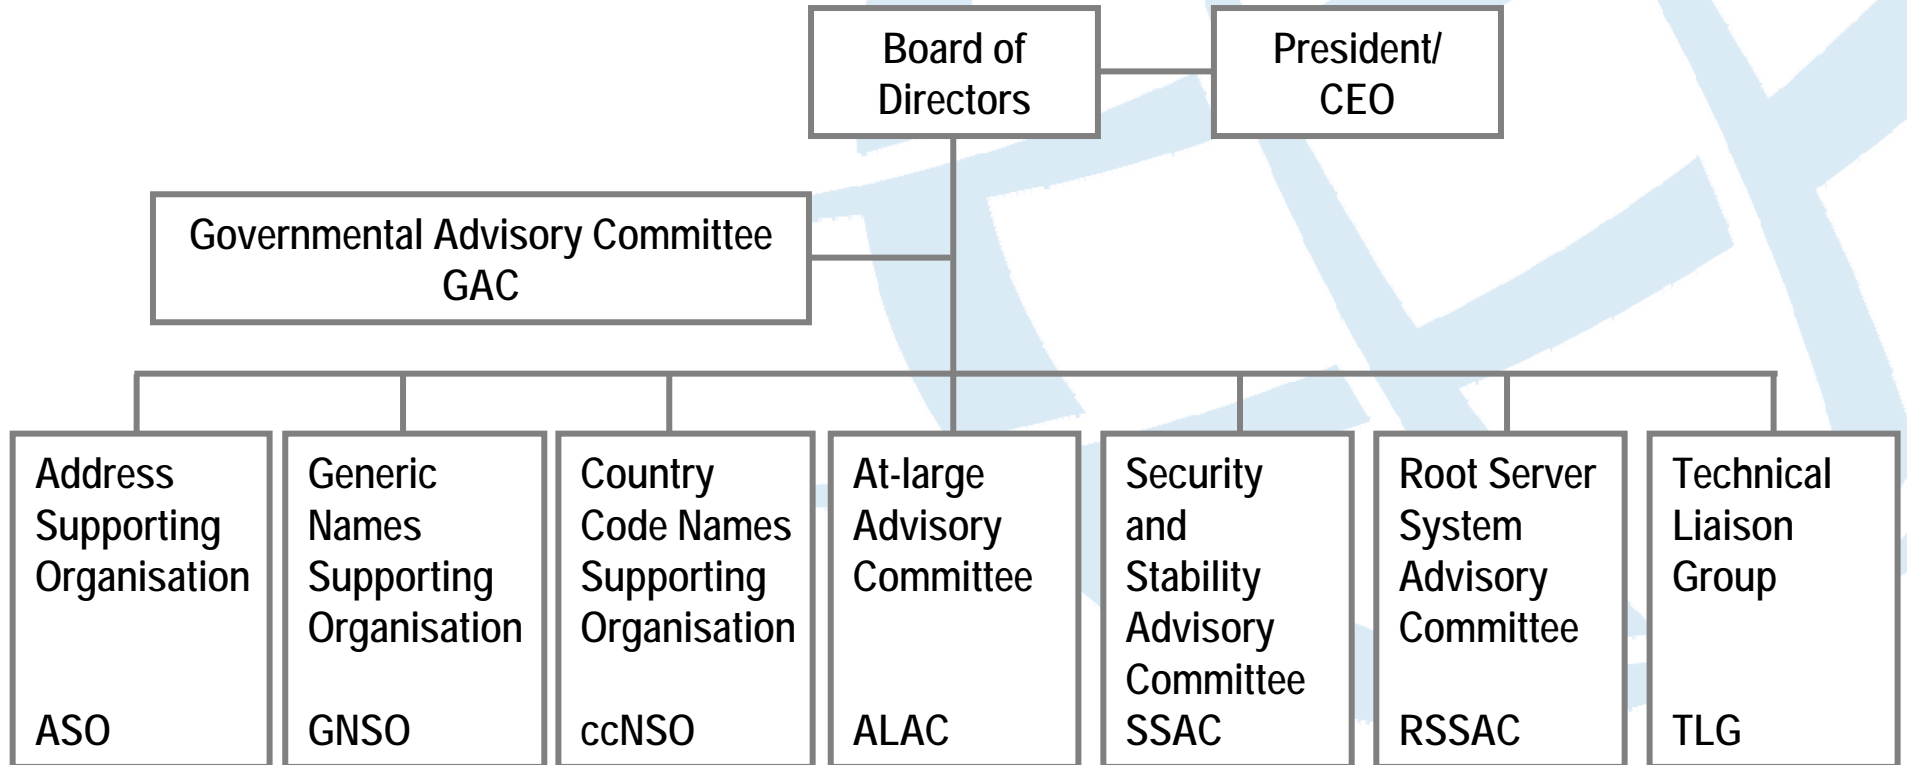 Board of
Directors
President/
CEO
Governmental Advisory Committee
GAC
Address
Supporting
Organisation
ASO
Generic
Names
Supporting
Organisation
GNSO
Country
Code Names
Supporting
Organisation
ccNSO
At-large
Advisory
Committee
ALAC
Security
and
Stability
Advisory
Committee
SSAC
Root Server
System
Advisory
Committee
RSSAC
Technical
Liaison
Group
TLG